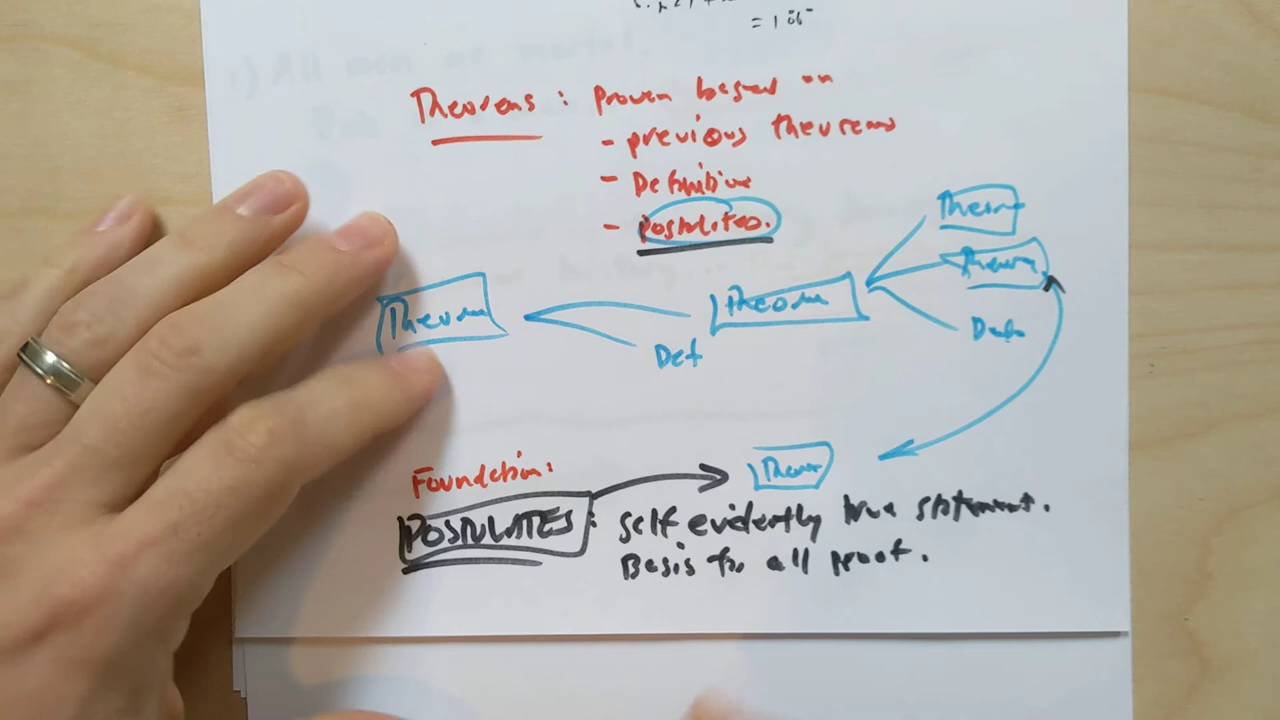 = 180
Theorems : proven based on
- previous theorems
- Definitive
- postulates.
Theorem
Theorem
Theorem
Theorem
Def
Defn
Foundation:
Theorem
POSTULATES : self evidently true statement.
Basis for all proof.